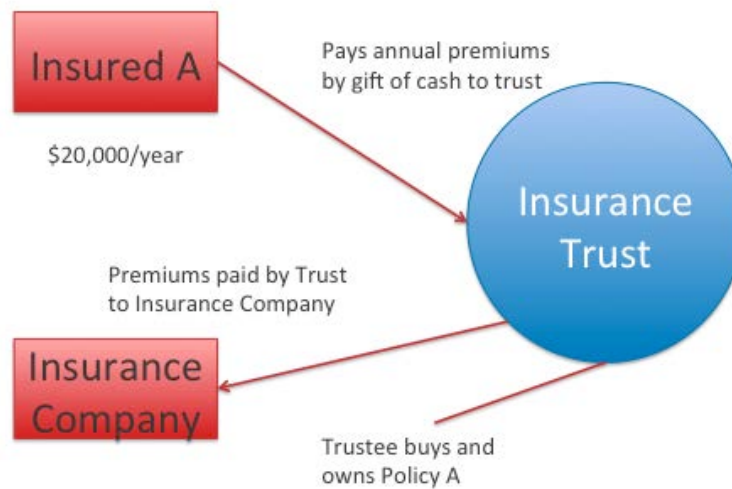 Insured A
Pays annual premiums
by gift of cash to trust
$20,000/year
Insurance
Trust
Premiums paid by Trust
to Insurance Company
Insurance
Company
Trustee buys and
owns Policy A